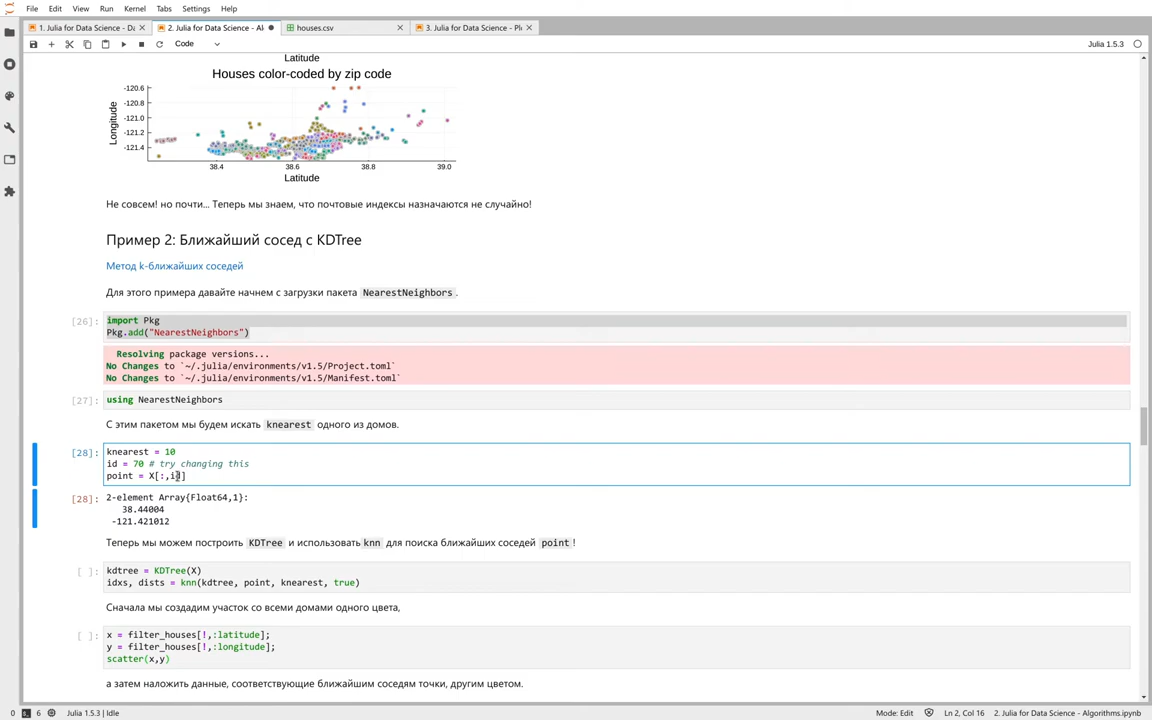 File Edit View Run Kernel Tabs Settings Help
1. Julia for Data Science - Da
2. Julia for Data Science - Al
houses.csv
3. Julia for Data Science - Pl
Code
Julia 1.5.3
Latitude
Houses color-coded by zip code
Longitude
-120.6
-120.8
-121.0
-121.2
-121.4
38.4 38.6 38.8 39.0
Latitude
Не совсем! но почти... Теперь мы знаем, что почтовые индексы назначаются не случайно!
Пример 2: Ближайший сосед с KDTree
Метод k-ближайших соседей
Для этого примера давайте начнем с загрузки пакета NearestNeighbors .
[26]: import Pkg
Pkg.add("NearestNeighbors")
Resolving package versions...
No Changes to `~/.julia/environments/v1.5/Project.toml`
No Changes to `~/.julia/environments/v1.5/Manifest.toml`
[27]: using NearestNeighbors
С этим пакетом мы будем искать knearest одного из домов.
[28]: knearest = 10
id = 70 # try changing this
point = X[:,id]
[28]: 2-element Array{Float64,1}:
38.44004
-121.421012
Теперь мы можем построить KDTree и использовать knn для поиска ближайших соседей point !
[ ]: kdtree = KDTree(X)
idxs, dists = knn(kdtree, point, knearest, true)
Сначала мы создадим участок со всеми домами одного цвета,
[ ]: x = filter_houses[!,:latitude];
y = filter_houses[!,:longitude];
scatter(x,y)
а затем наложить данные, соответствующие ближайшим соседям точки, другим цветом.
0 6 Julia 1.5.3 | Idle Mode: Edit Ln 2, Col 16 2. Julia for Data Science - Algorithms.ipynb